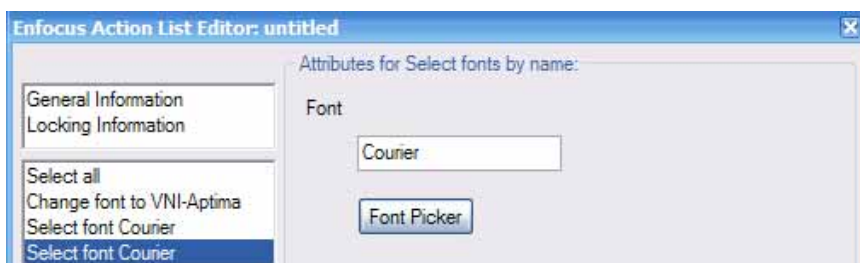 Enfocus Action List Editor: untitled
Attributes for Select fonts by name:
General Information
Locking Information
Font
Courier
Select all
Change font to VNI-Aptima
Select font Courier
Select font Courier
Font Picker